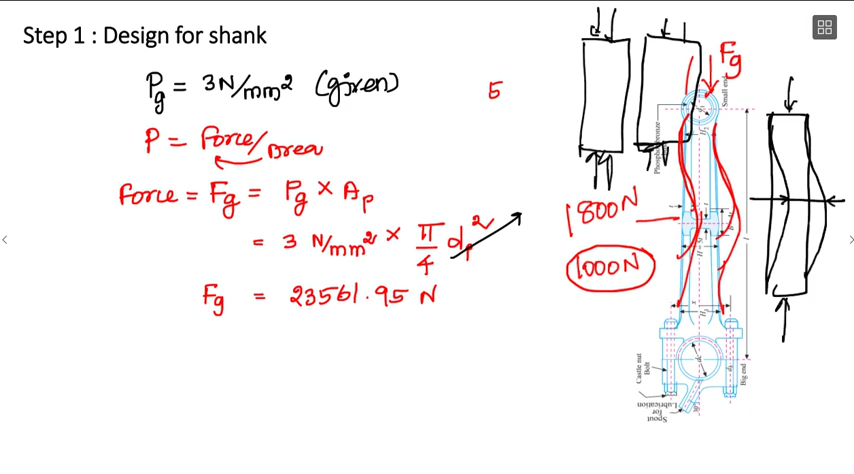 Step 1 : Design for shank
Pg = 3N/mm² (given)
5
P = Force/Area
Force = Fg = Pg × Ap
= 3 N/mm² × π/4 dp²
Fg = 23561.95 N
Fg
Small end
Phosphor bronze
1800N
1000N
l
Castle nut
Bolt
Big end
Spout
for
Lubrication